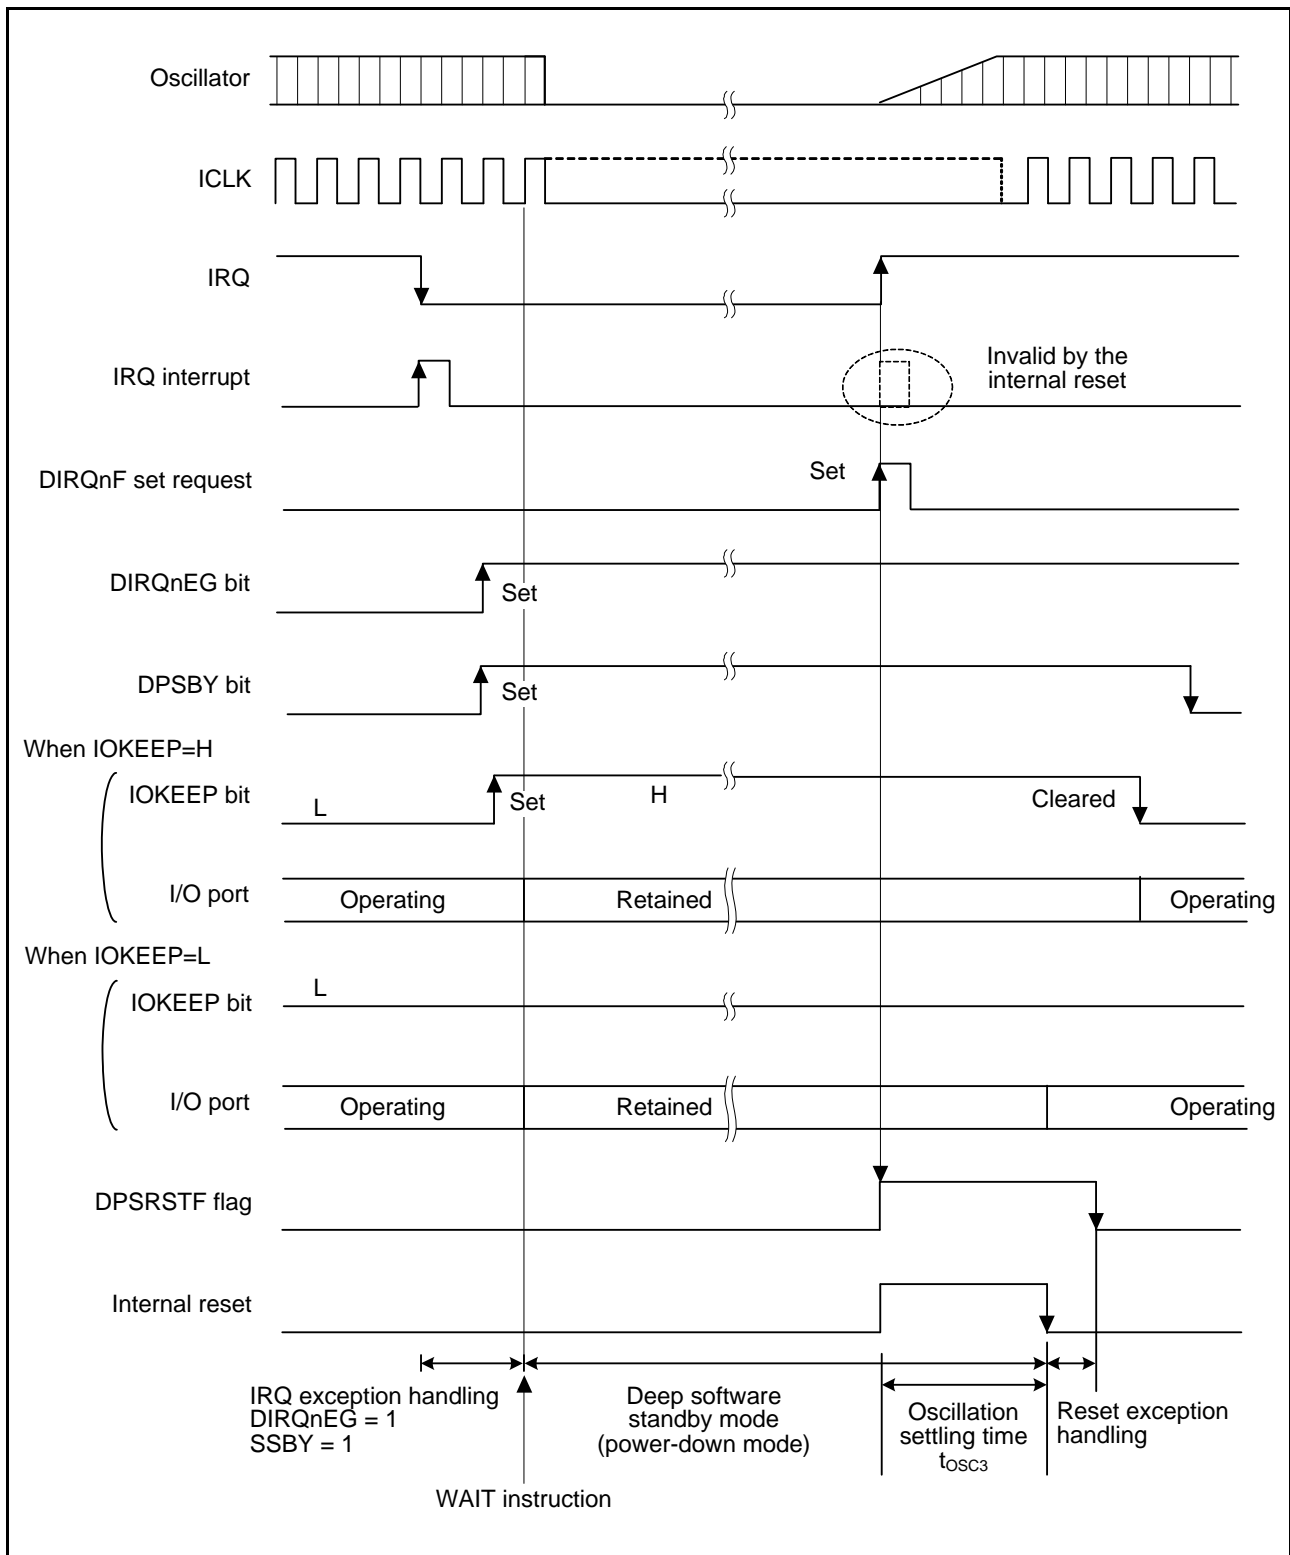 Oscillator
ICLK
IRQ
IRQ interrupt
Invalid by the
internal reset
DIRQnF set request
Set
DIRQnEG bit
Set
DPSBY bit
Set
When IOKEEP=H
IOKEEP bit
L
Set
H
Cleared
I/O port
Operating
Retained
Operating
When IOKEEP=L
IOKEEP bit
L
I/O port
Operating
Retained
Operating
DPSRSTF flag
Internal reset
IRQ exception handling
DIRQnEG = 1
SSBY = 1
Deep software
standby mode
(power-down mode)
Oscillation
settling time
tOSC3
Reset exception
handling
WAIT instruction